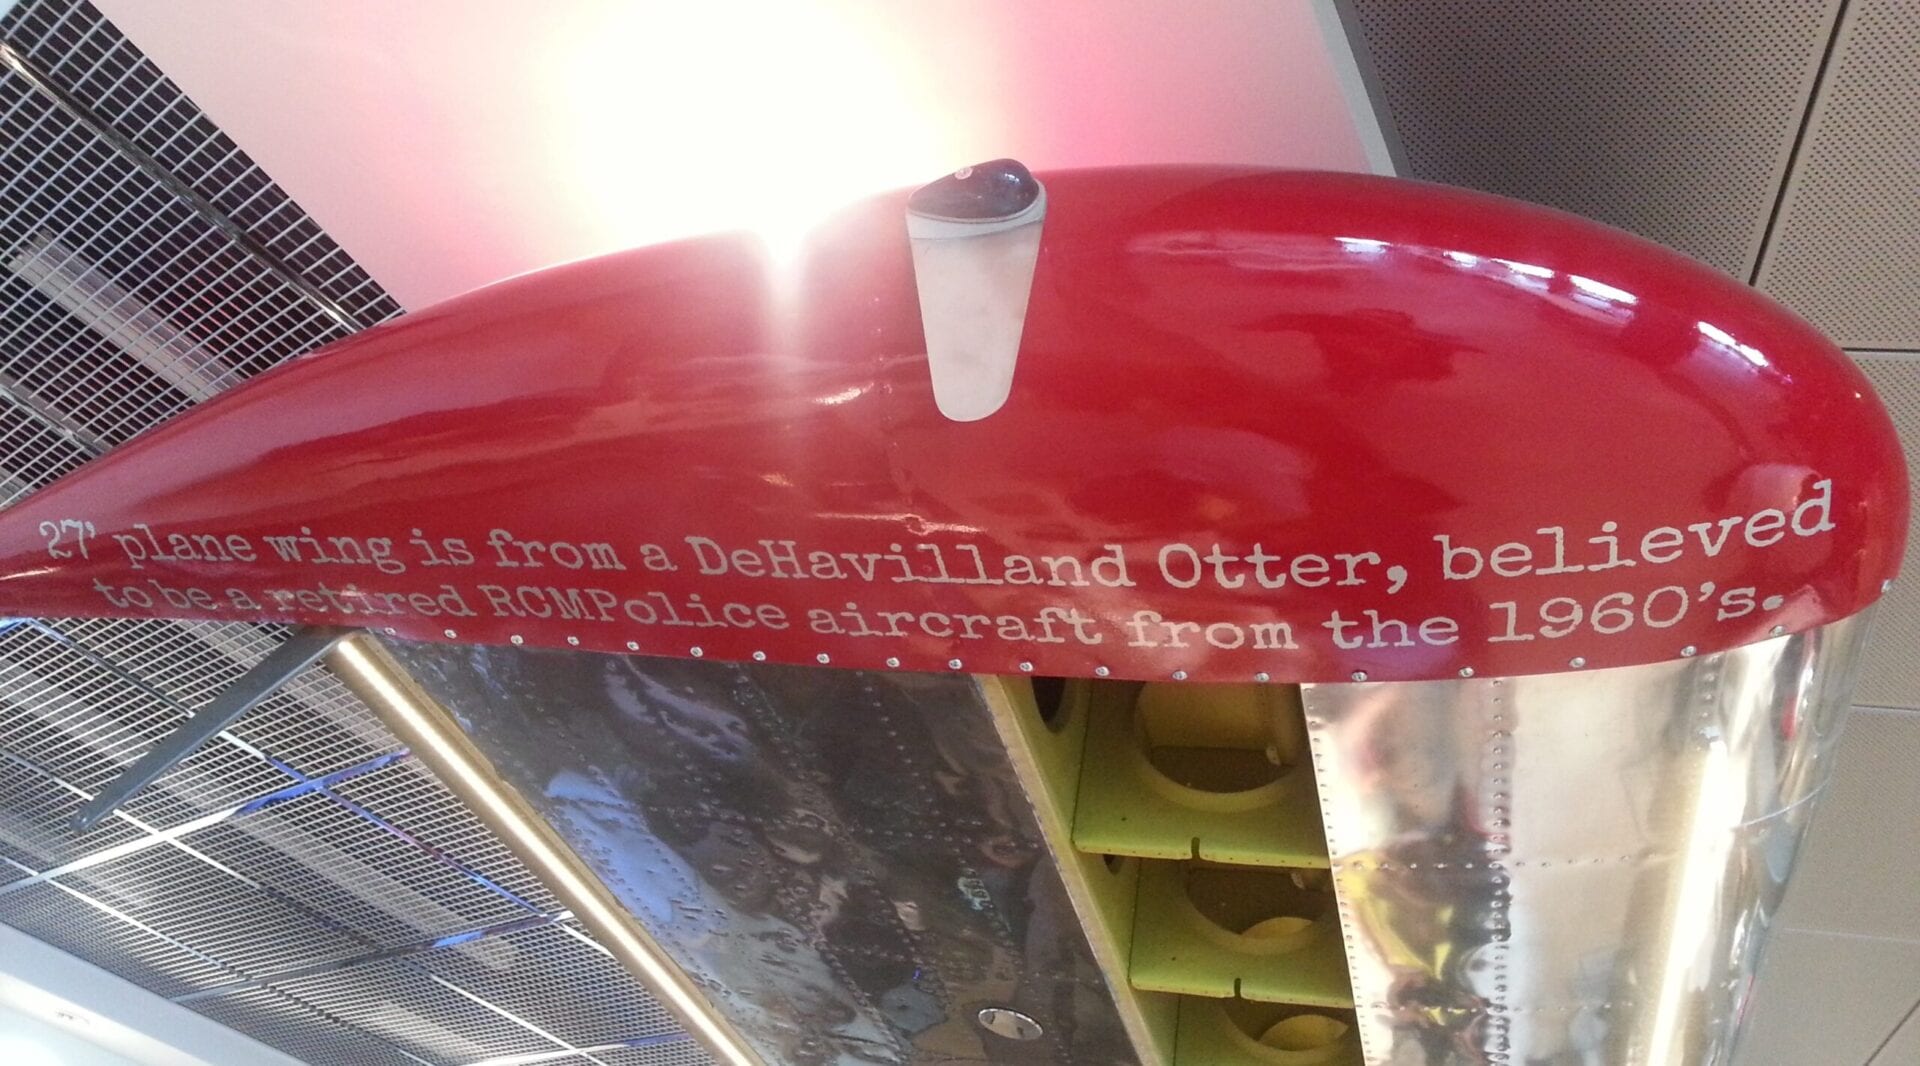 27' plane wing is from a DeHavilland Otter, believed
to be a retired RCMPolice aircraft from the 1960's.